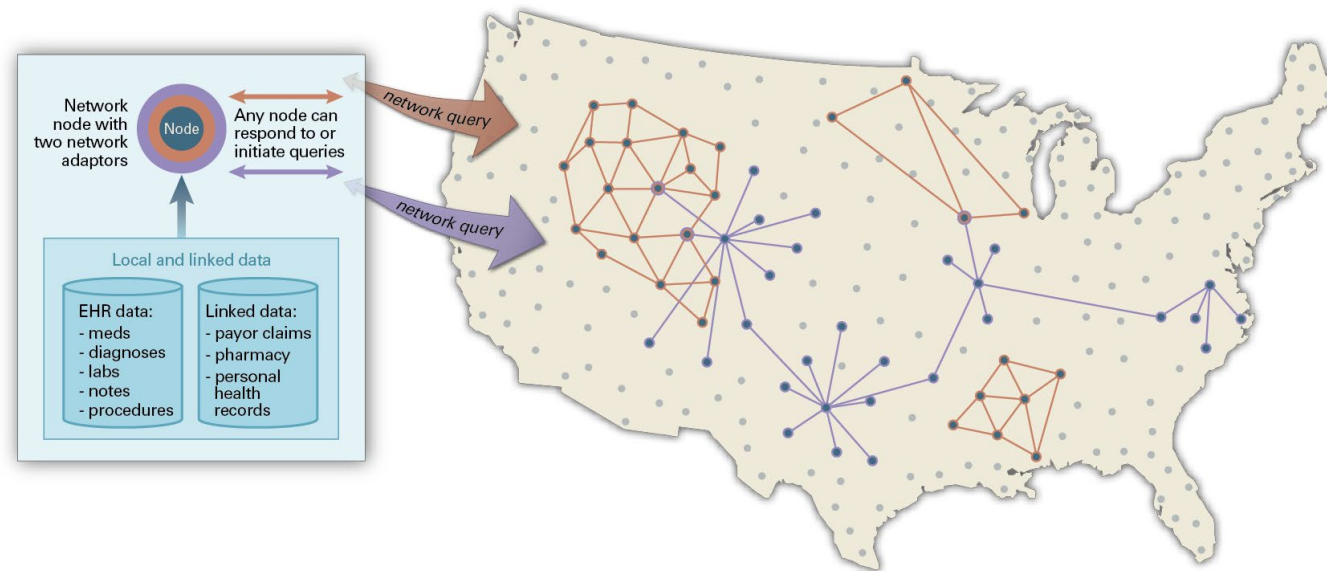 Network
node with
two network
adaptors
Node
Any node can
respond to or
initiate queries
network query
network query
Local and linked data
EHR data:
- meds
- diagnoses
- labs
- notes
- procedures
Linked data:
- payor claims
- pharmacy
- personal
health
records